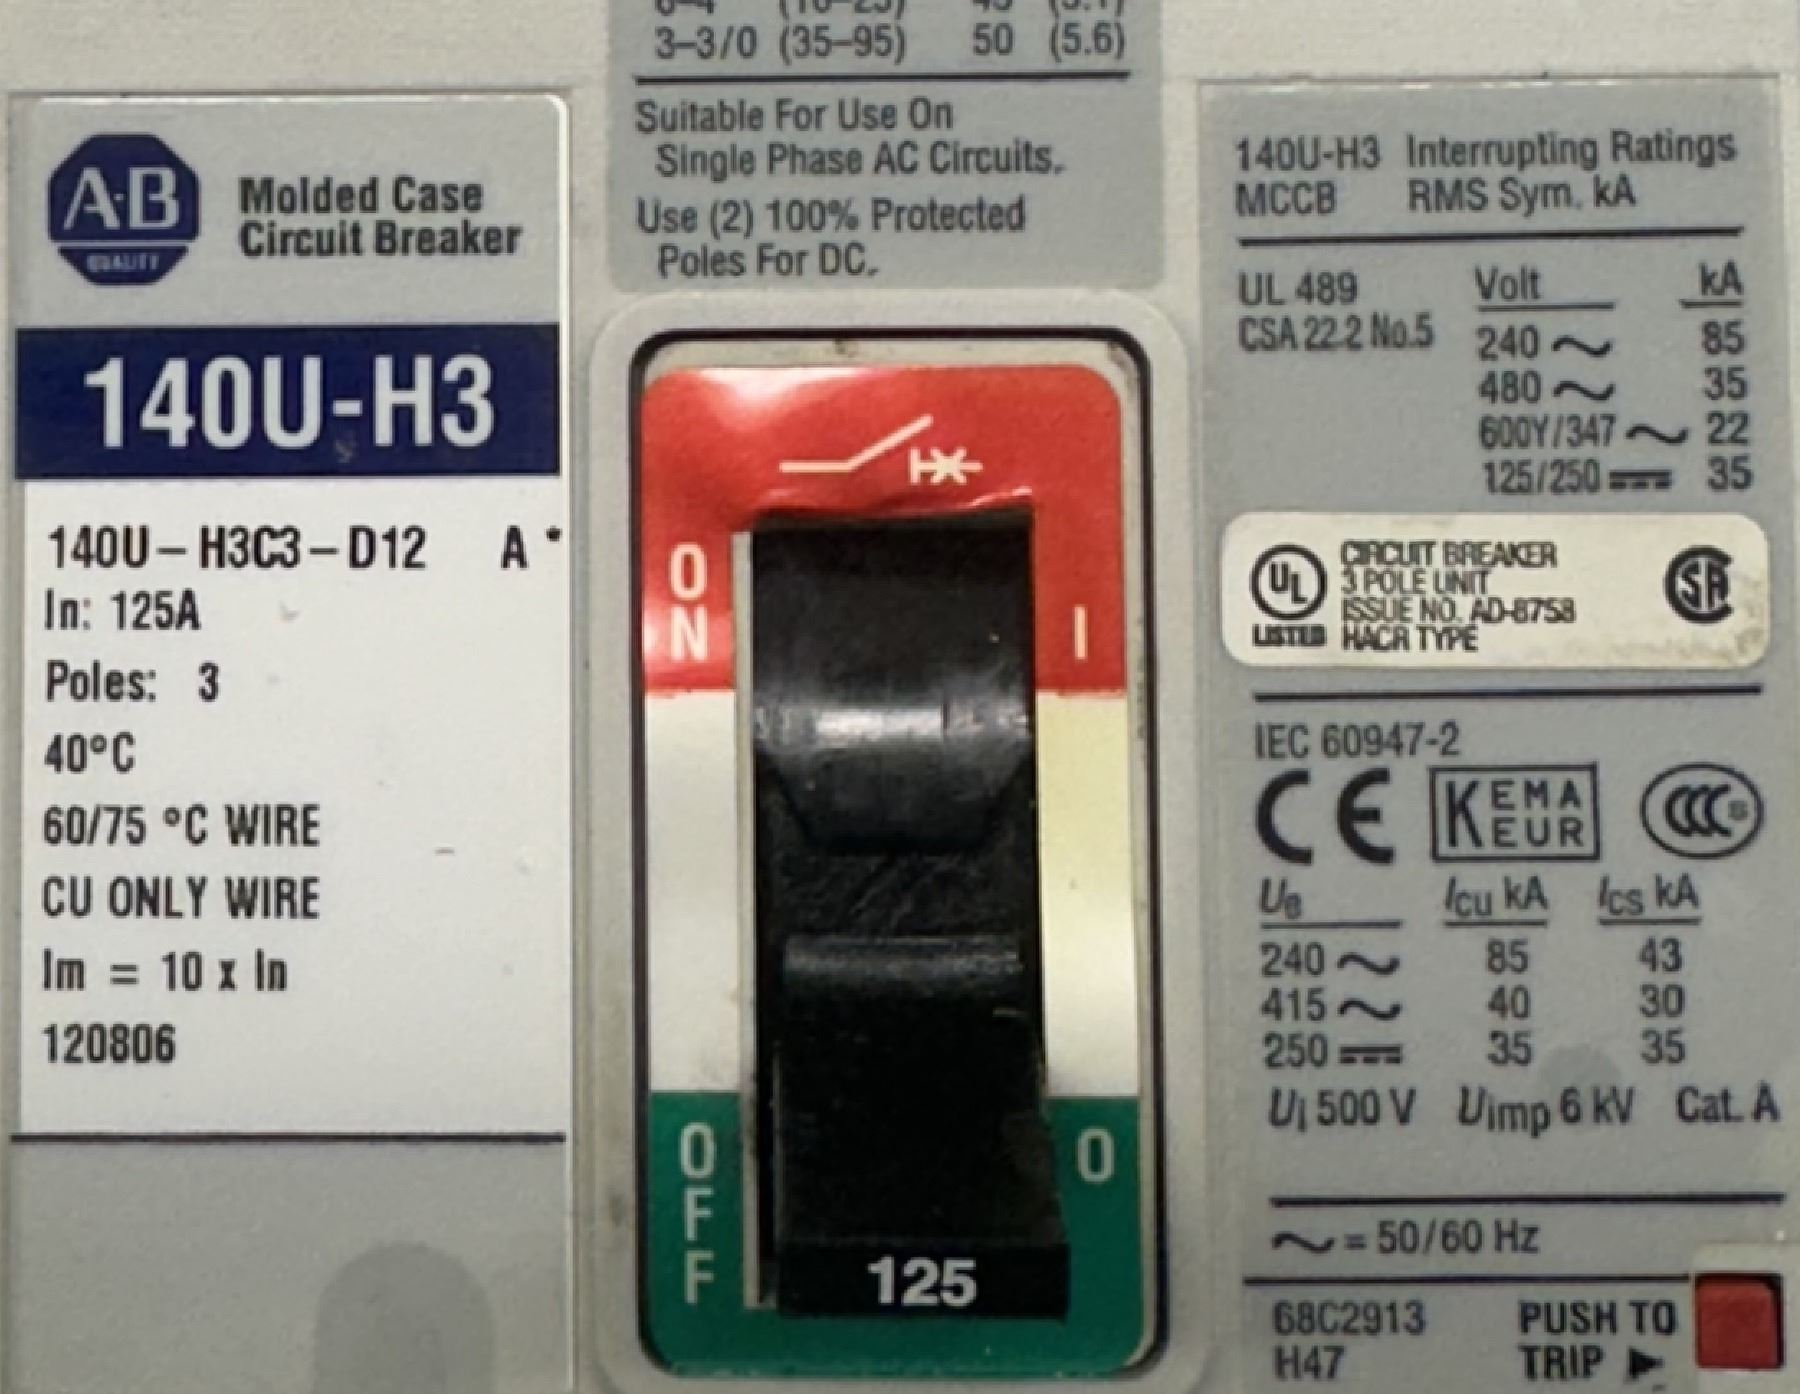 3–3/0 (35–95) 50 (5.6)
Suitable For Use On
Single Phase AC Circuits.
Use (2) 100% Protected
Poles For DC.
A-B
QUALITY
Molded Case
Circuit Breaker
140U-H3
140U – H3C3 – D12 A *
In: 125A
Poles: 3
40°C
60/75 °C WIRE
CU ONLY WIRE
Im = 10 x In
120806
ON
I
OFF
O
125
140U-H3 Interrupting Ratings
MCCB RMS Sym. kA
UL 489 Volt kA
CSA 22.2 No.5 240 ~ 85
480 ~ 35
600Y/347 ~ 22
125/250 ⎓ 35
UL
LISTED
CIRCUIT BREAKER
3 POLE UNIT
ISSUE NO. AD-8758
HACR TYPE
SA
IEC 60947-2
CE
KEMA
KEUR
CCC S
Ue Icu kA Ics kA
240 ~ 85 43
415 ~ 40 30
250 ⎓ 35 35
Ui 500 V Uimp 6 kV Cat. A
~ = 50/60 Hz
68C2913 PUSH TO
H47 TRIP ►